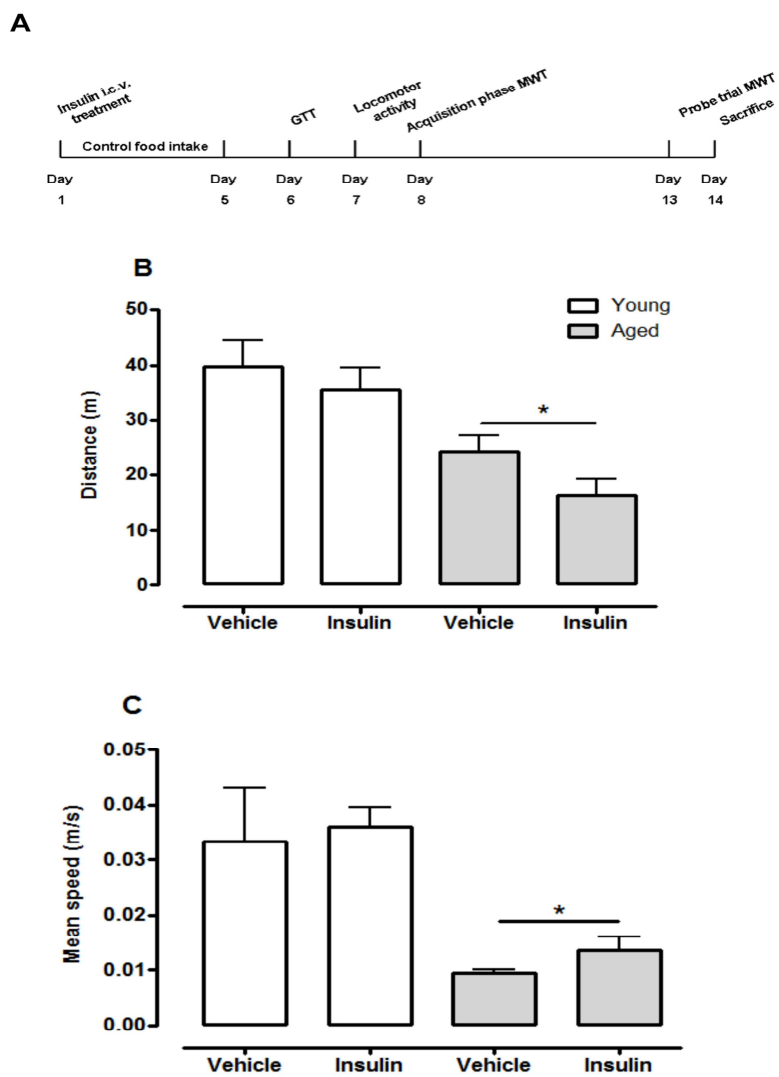 A
Insulin i.c.v.
treatment
GTT
Locomotor
activity
Acquisition phase MWT
Probe trial MWT
Sacrifice
Control food intake
Day Day Day Day Day Day Day
1 5 6 7 8 13 14
B
Young
Aged
Distance (m)
50
40
30
20
10
0
*
Vehicle Insulin Vehicle Insulin
C
Mean speed (m/s)
0.05
0.04
0.03
0.02
0.01
0.00
*
Vehicle Insulin Vehicle Insulin